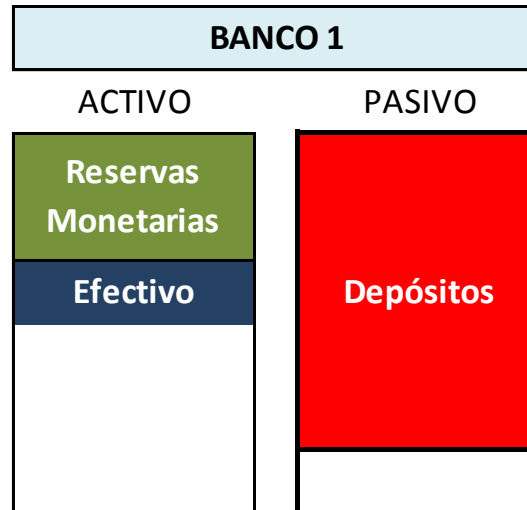 BANCO 1
ACTIVO
PASIVO
Reservas
Monetarias
Efectivo
Depósitos